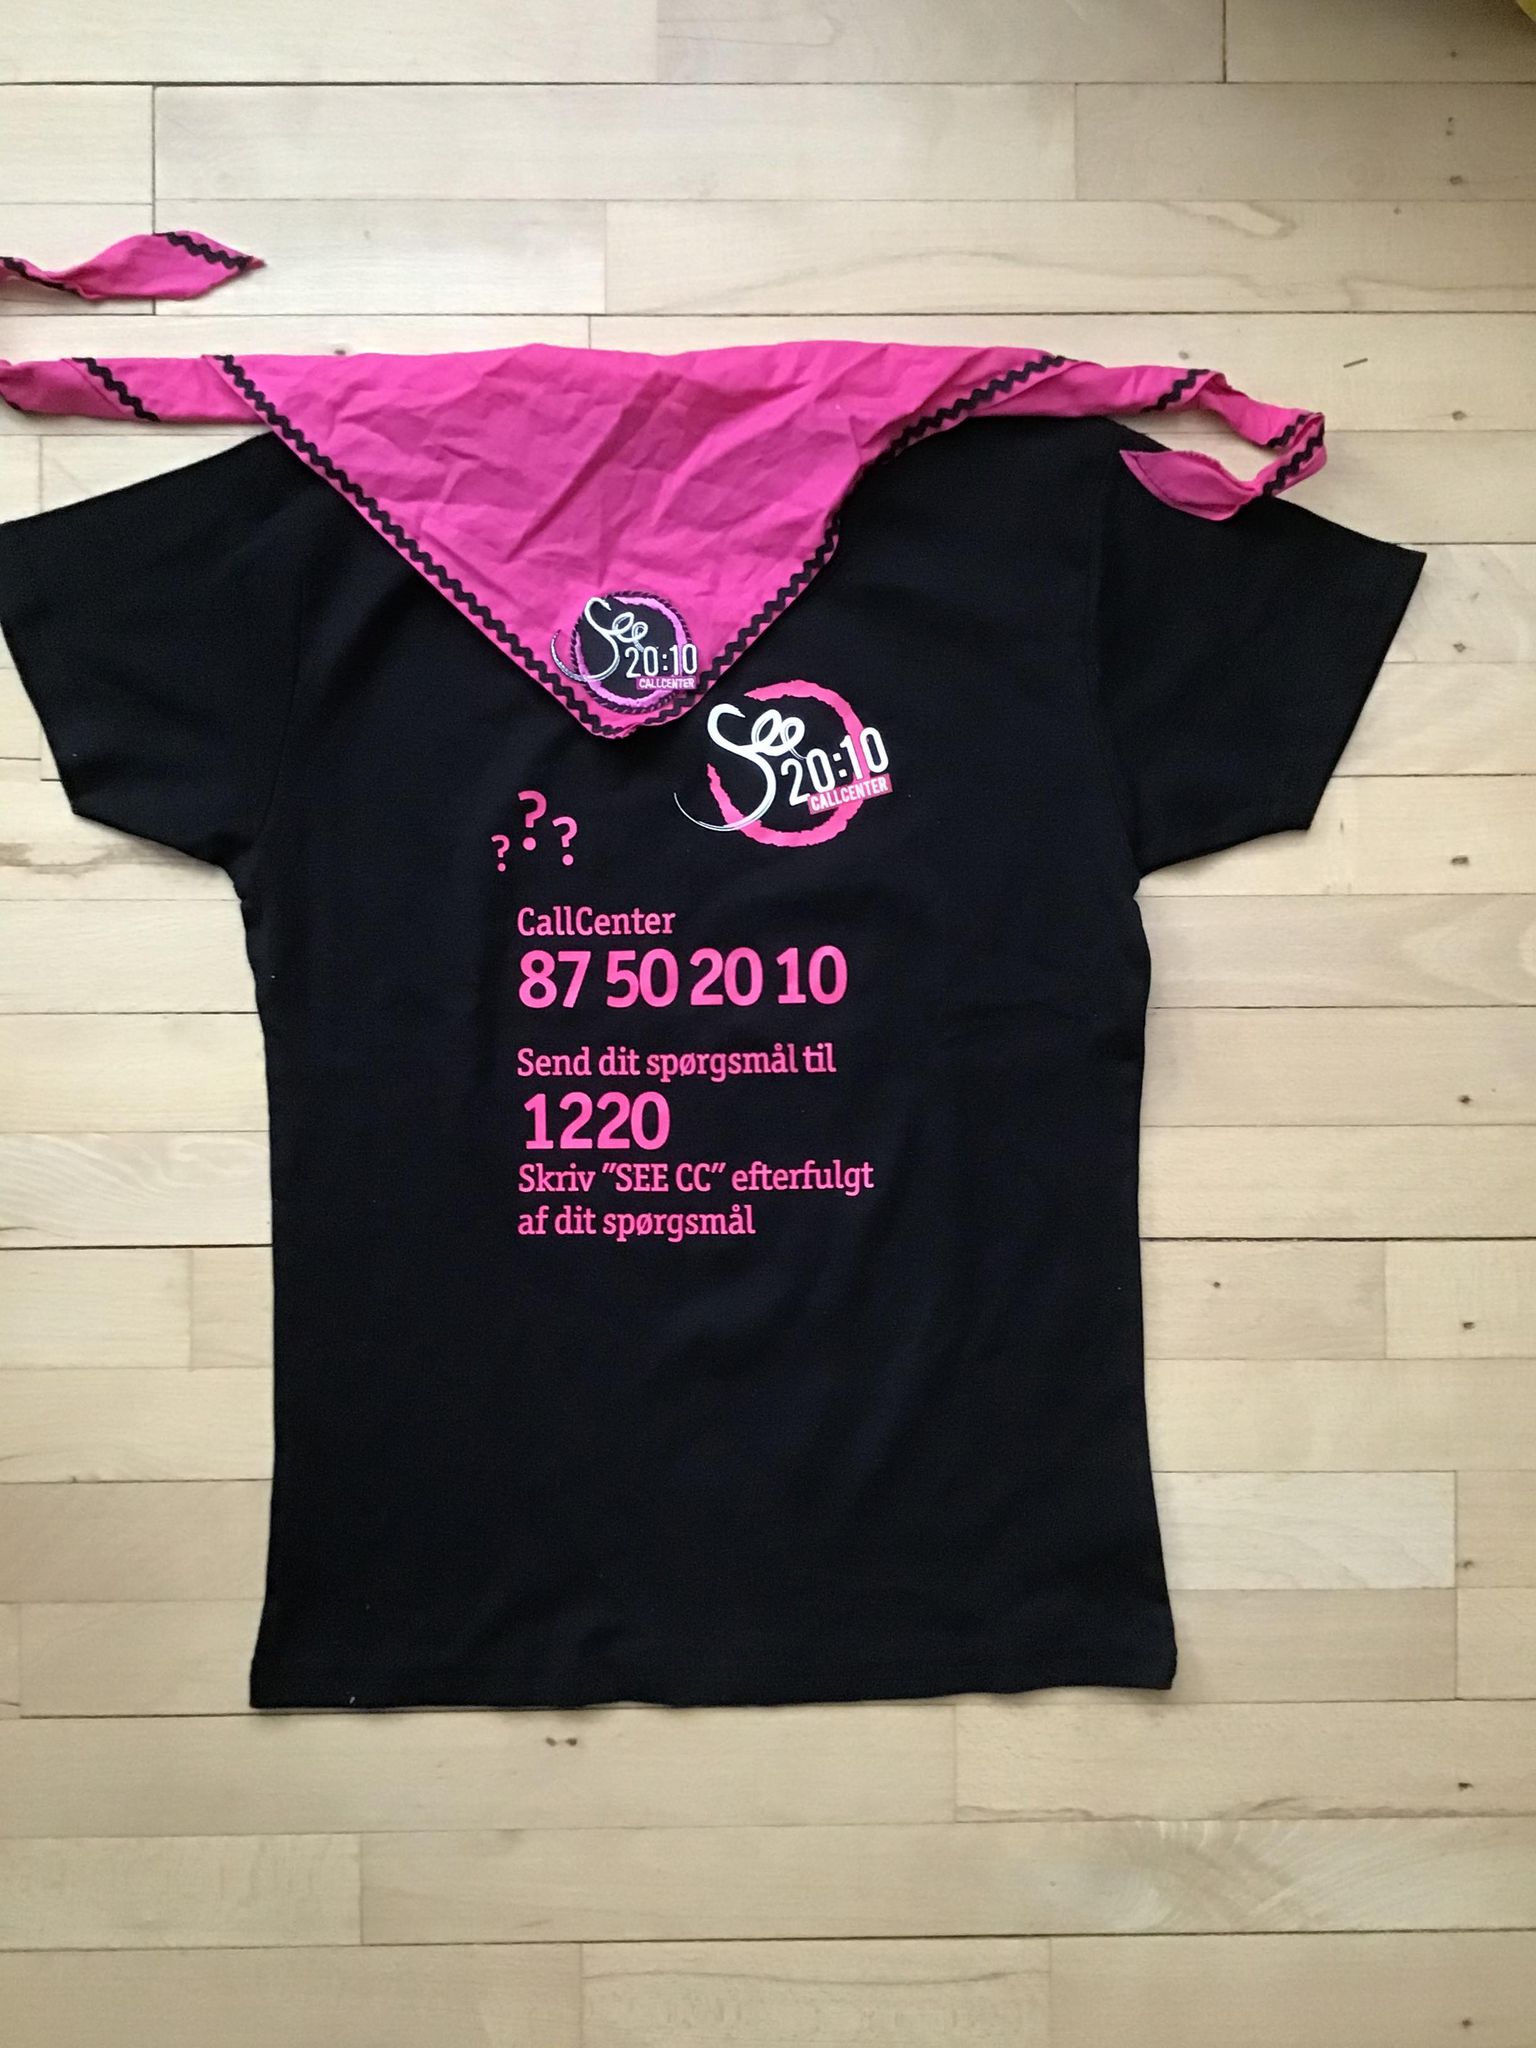 See
20:10
CALLCENTER
See
20:10
CALLCENTER
???
CallCenter
87 50 20 10
Send dit spørgsmål til
1220
Skriv ”SEE CC” efterfulgt
af dit spørgsmål